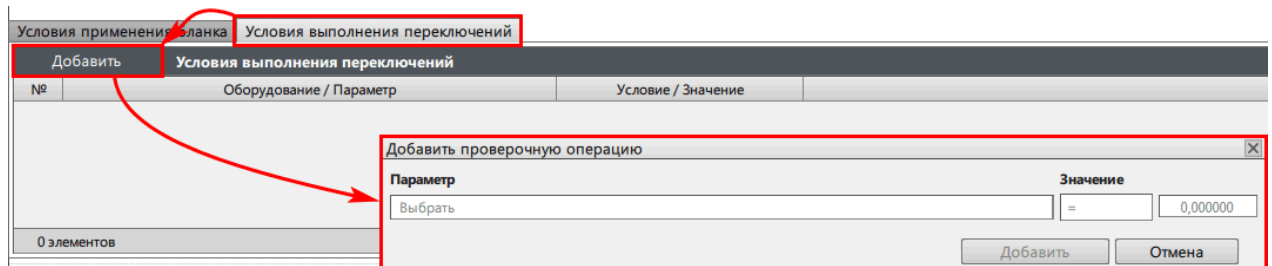 Условия применения бланка Условия выполнения переключений
Добавить Условия выполнения переключений
№ Оборудование / Параметр Условие / Значение
Добавить проверочную операцию
Параметр Значение
Выбрать = 0,000000
0 элементов
Добавить Отмена